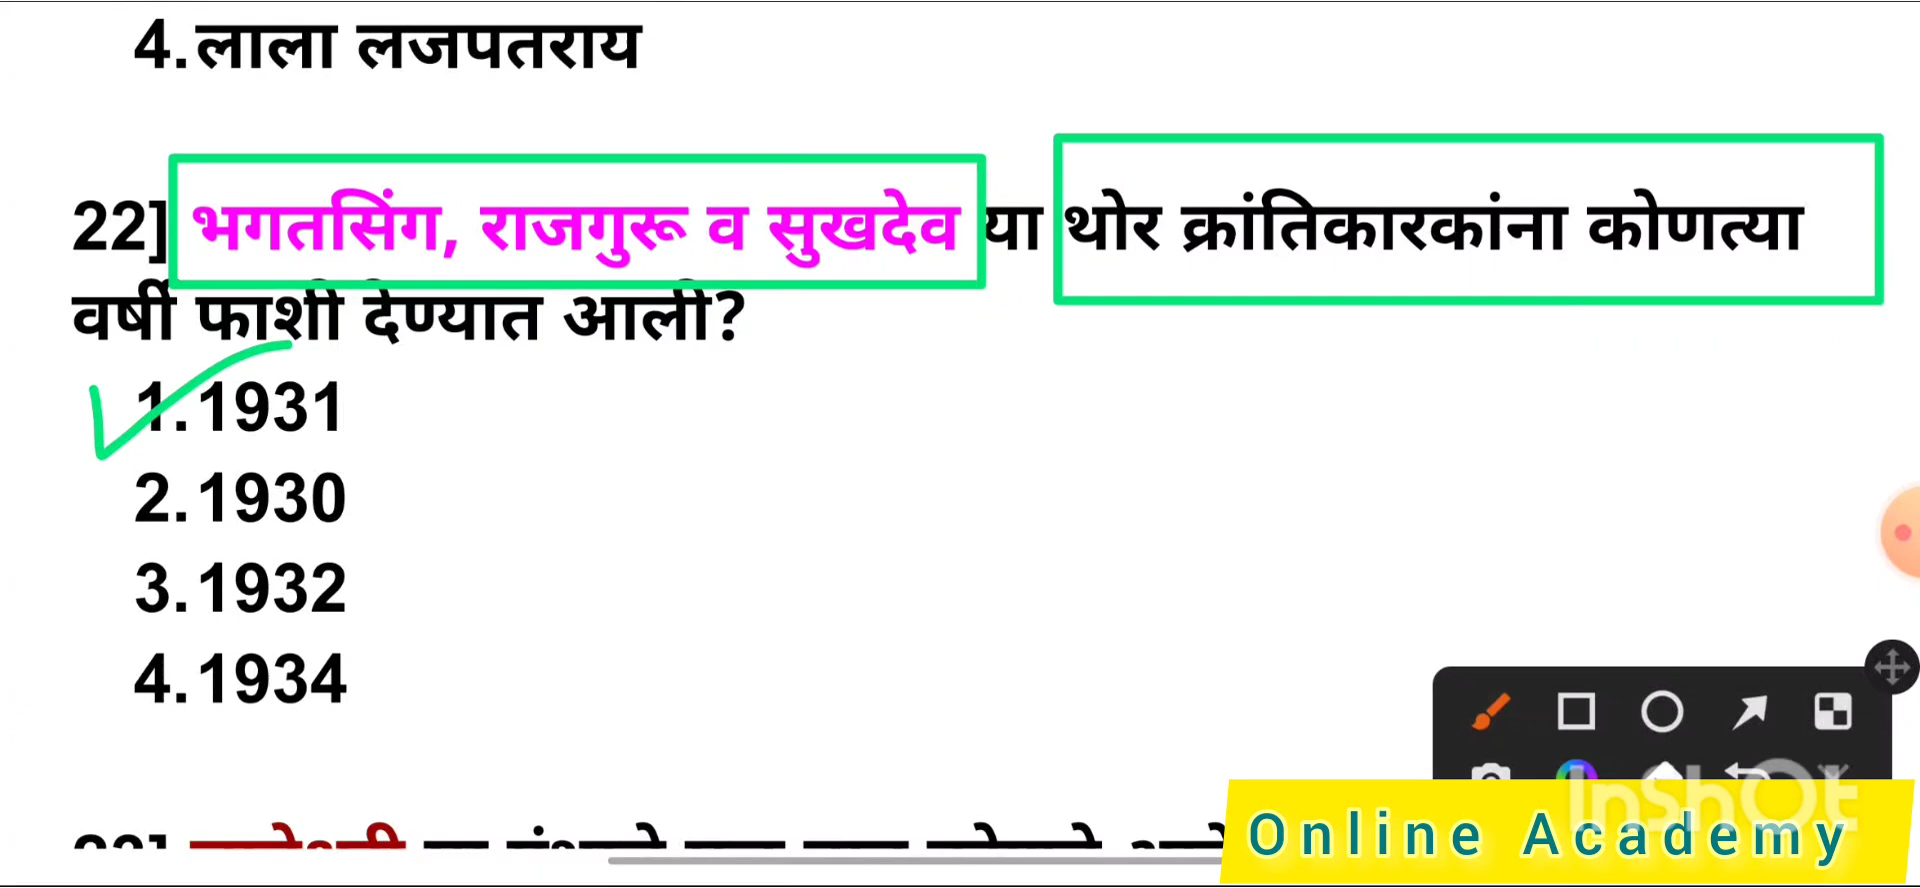 4. लाला लजपतराय
22] भगतसिंग, राजगुरू व सुखदेव या थोर क्रांतिकारकांना कोणत्या
वर्षी फाशी देण्यात आली?
1. 1931
2. 1930
3. 1932
4. 1934
InShOt
Online Academy